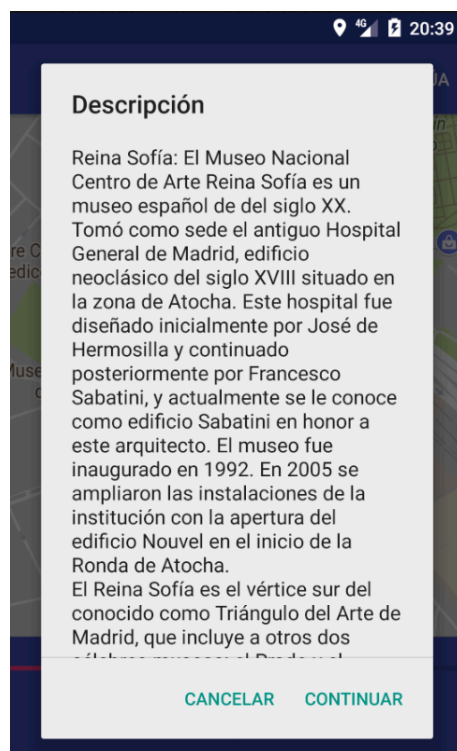 4G 20:39
JA
Descripción
Reina Sofía: El Museo Nacional
Centro de Arte Reina Sofía es un
museo español de del siglo XX.
Tomó como sede el antiguo Hospital
General de Madrid, edificio
neoclásico del siglo XVIII situado en
la zona de Atocha. Este hospital fue
diseñado inicialmente por José de
Hermosilla y continuado
posteriormente por Francesco
Sabatini, y actualmente se le conoce
como edificio Sabatini en honor a
este arquitecto. El museo fue
inaugurado en 1992. En 2005 se
ampliaron las instalaciones de la
institución con la apertura del
edificio Nouvel en el inicio de la
Ronda de Atocha.
El Reina Sofía es el vértice sur del
conocido como Triángulo del Arte de
Madrid, que incluye a otros dos
CANCELAR CONTINUAR